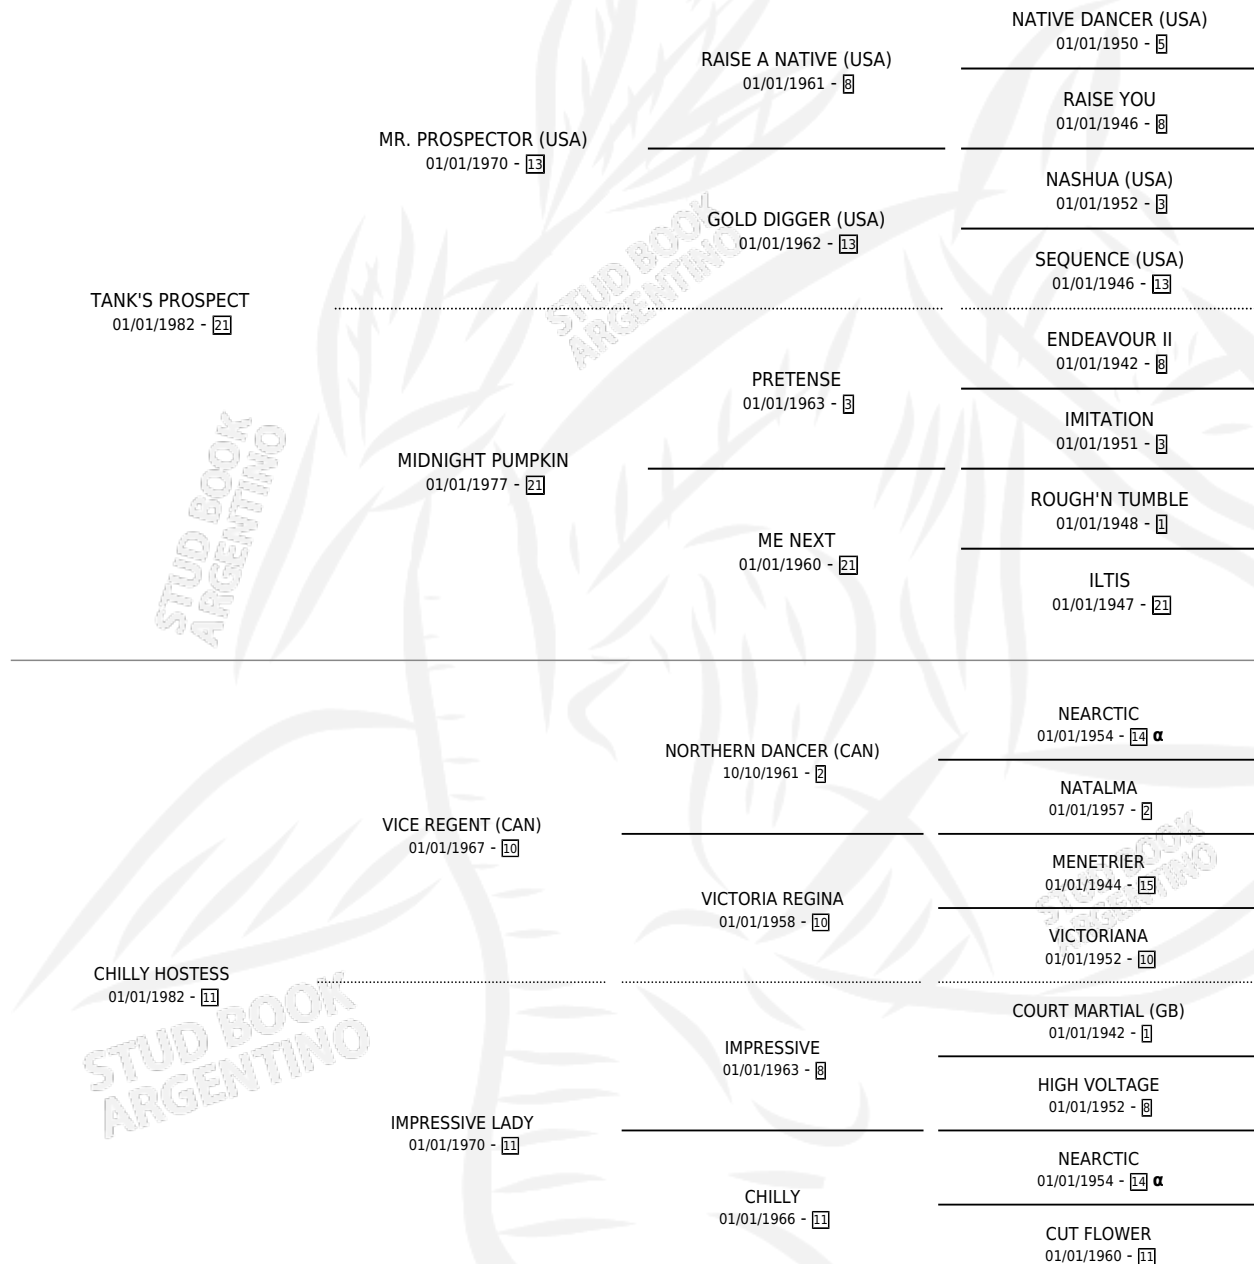 NATIVE DANCER (USA)
01/01/1950 - 5
RAISE A NATIVE (USA)
01/01/1961 - 8
RAISE YOU
01/01/1946 - 8
MR. PROSPECTOR (USA)
01/01/1970 - 13
NASHUA (USA)
01/01/1952 - 3
GOLD DIGGER (USA)
01/01/1962 - 13
SEQUENCE (USA)
01/01/1946 - 13
STUD BOOK
ARGENTINO
TANK'S PROSPECT
01/01/1982 - 21
ENDEAVOUR II
01/01/1942 - 8
PRETENSE
01/01/1963 - 3
IMITATION
01/01/1951 - 3
MIDNIGHT PUMPKIN
01/01/1977 - 21
ROUGH'N TUMBLE
01/01/1948 - 1
ME NEXT
01/01/1960 - 21
ILTIS
01/01/1947 - 21
STUD BOOK
ARGENTINO
NEARCTIC
01/01/1954 - 14 α
NORTHERN DANCER (CAN)
10/10/1961 - 2
NATALMA
01/01/1957 - 2
VICE REGENT (CAN)
01/01/1967 - 10
MENETRIER
01/01/1944 - 15
STUD BOOK
ARGENTINO
VICTORIA REGINA
01/01/1958 - 10
VICTORIANA
01/01/1952 - 10
CHILLY HOSTESS
01/01/1982 - 11
STUD BOOK
ARGENTINO
COURT MARTIAL (GB)
01/01/1942 - 1
IMPRESSIVE
01/01/1963 - 8
HIGH VOLTAGE
01/01/1952 - 8
IMPRESSIVE LADY
01/01/1970 - 11
NEARCTIC
01/01/1954 - 14 α
CHILLY
01/01/1966 - 11
CUT FLOWER
01/01/1960 - 11